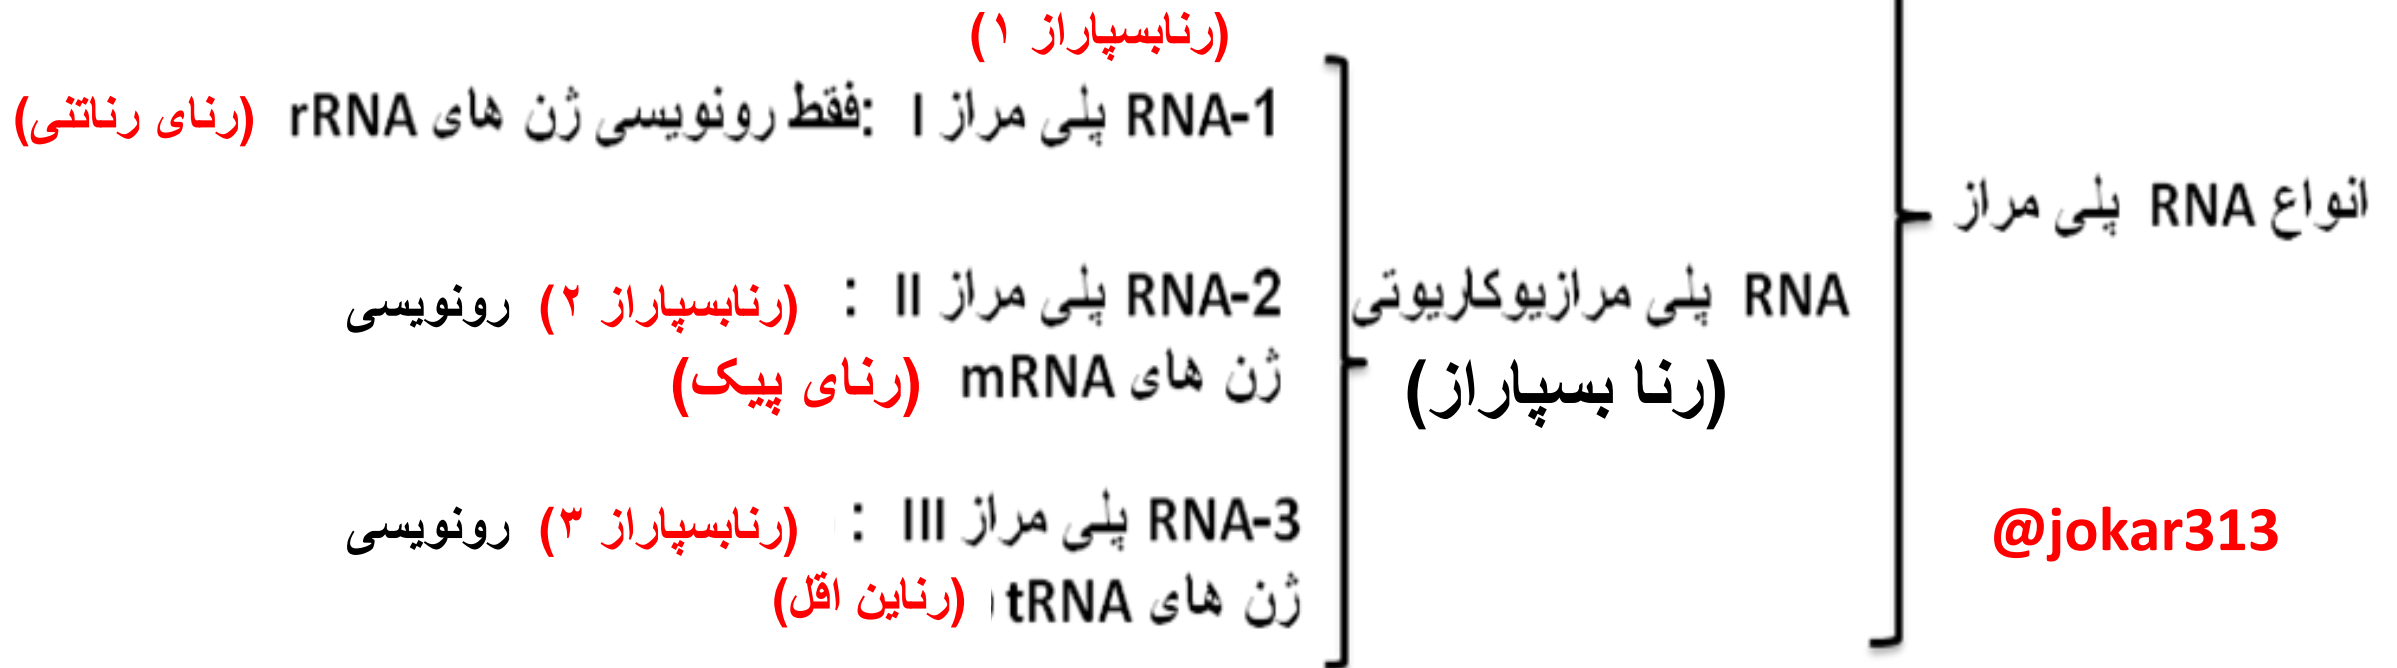 انواع RNA پلی مراز
RNA پلی مرازیوکاریوتی
(رنا بسپاراز)
(رنابسپاراز ۱)
1-RNA پلی مراز I :فقط رونویسی ژن های rRNA (رنای رناتنی)
2-RNA پلی مراز II : (رنابسپاراز ۲) رونویسی
ژن های mRNA (رنای پیک)
3-RNA پلی مراز III : (رنابسپاراز ۳) رونویسی
ژن های tRNA (رناین اقل)
@jokar313